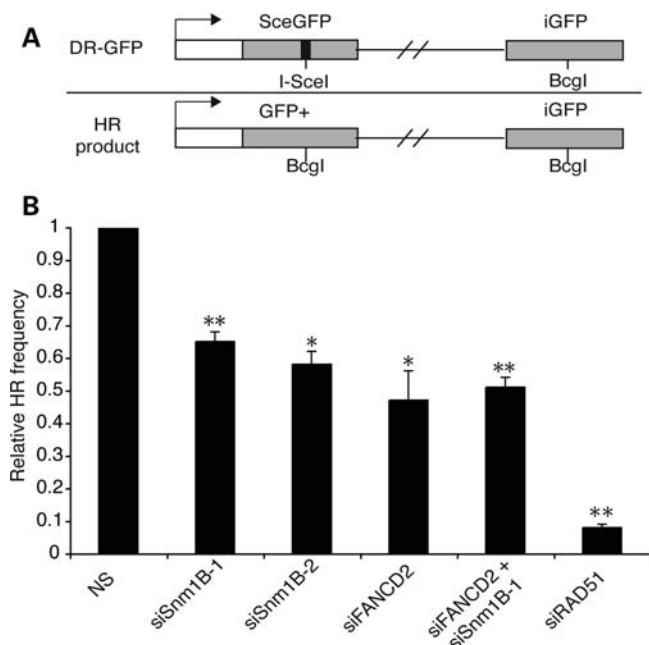 A
SceGFP
iGFP
DR-GFP
I-SceI
BcgI
GFP+
iGFP
HR
product
BcgI
BcgI
B
Relative HR frequency
1
0.9
0.8
0.7
0.6
0.5
0.4
0.3
0.2
0.1
0
**
*
*
**
**
NS
siSnm1B-1
siSnm1B-2
siFANCD2
siFANCD2 +
siSnm1B-1
siRAD51